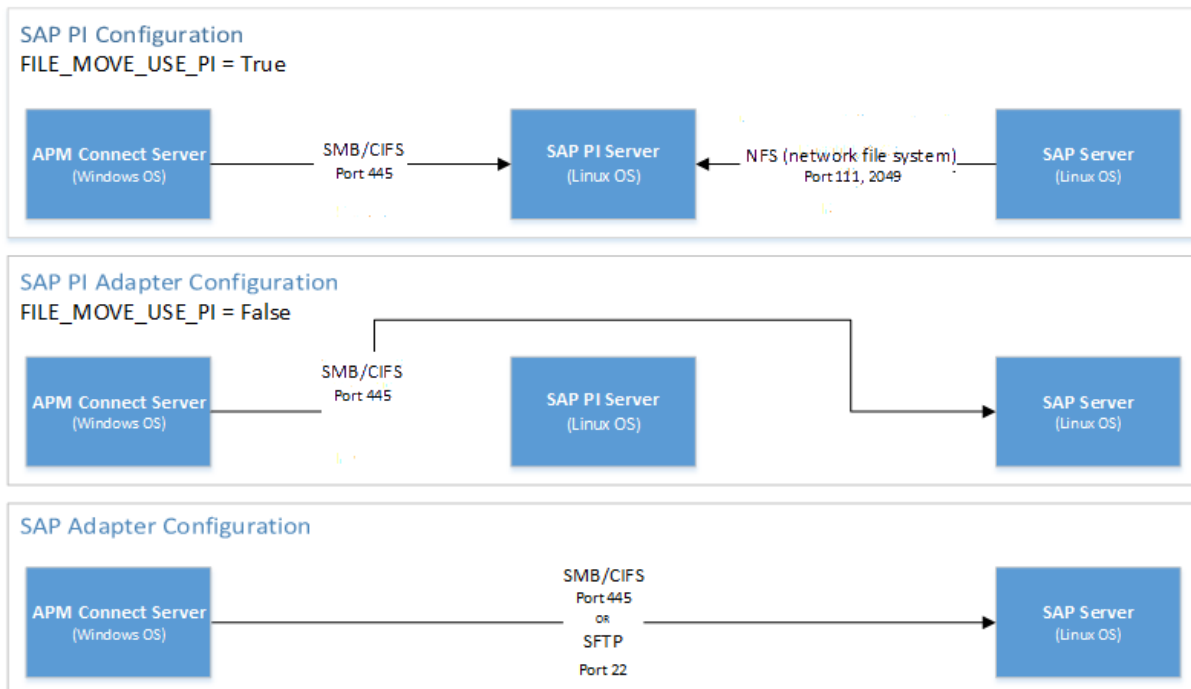 SAP PI Configuration
FILE_MOVE_USE_PI = True
APM Connect Server
(Windows OS)
SMB/CIFS
Port 445
SAP PI Server
(Linux OS)
NFS (network file system)
Port 111, 2049
SAP Server
(Linux OS)
SAP PI Adapter Configuration
FILE_MOVE_USE_PI = False
APM Connect Server
(Windows OS)
SMB/CIFS
Port 445
SAP PI Server
(Linux OS)
SAP Server
(Linux OS)
SAP Adapter Configuration
APM Connect Server
(Windows OS)
SMB/CIFS
Port 445
OR
SFTP
Port 22
SAP Server
(Linux OS)